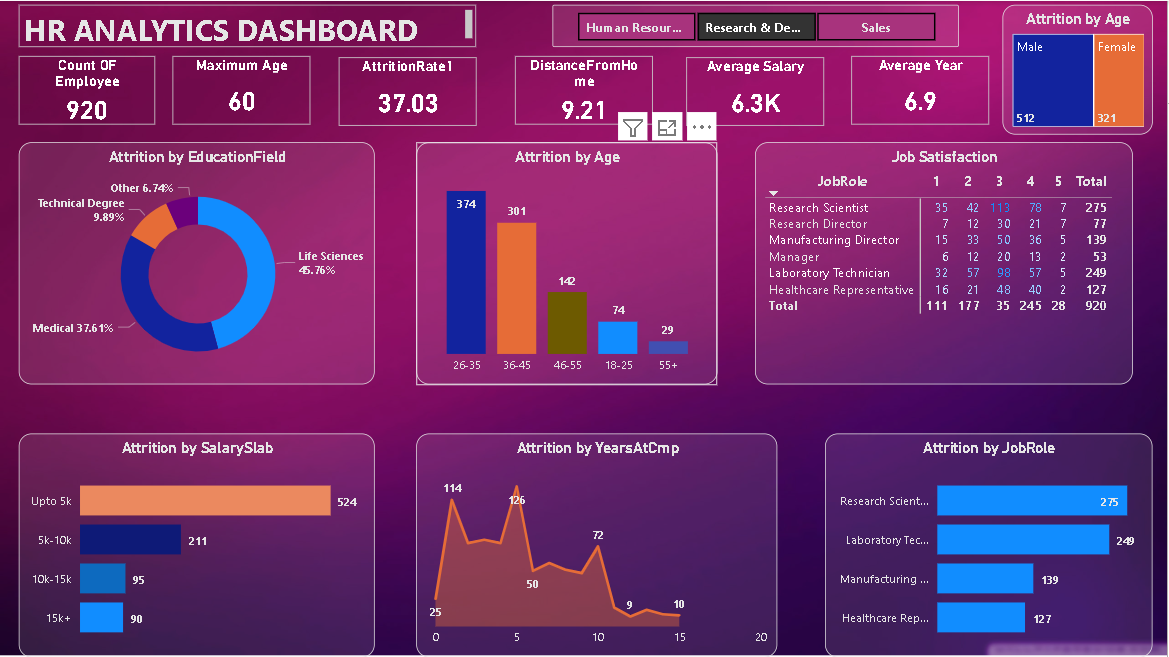 HR ANALYTICS DASHBOARD
Human Resour...
Research & De...
Sales
Attrition by Age
Male
Female
512
321
Count OF
Employee
920
Maximum Age
60
AttritionRate1
37.03
DistanceFromHo
me
9.21
Average Salary
6.3K
Average Year
6.9
Attrition by EducationField
Other 6.74%
Technical Degree
9.89%
Life Sciences
45.76%
Medical 37.61%
Attrition by Age
374
301
142
74
29
26-35 36-45 46-55 18-25 55+
Job Satisfaction
JobRole 1 2 3 4 5 Total
Research Scientist 35 42 113 78 7 275
Research Director 7 12 30 21 7 77
Manufacturing Director 15 33 50 36 5 139
Manager 6 12 20 13 2 53
Laboratory Technician 32 57 98 57 5 249
Healthcare Representative 16 21 48 40 2 127
Total 111 177 35 245 28 920
Attrition by SalarySlab
Upto 5k 524
5k-10k 211
10k-15k 95
15k+ 90
Attrition by YearsAtCmp
114
126
72
50
25
9
10
0 5 10 15 20
Attrition by JobRole
Research Scient... 275
Laboratory Tec... 249
Manufacturing ... 139
Healthcare Rep... 127